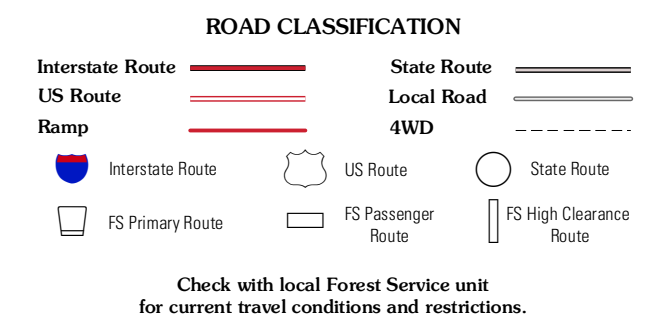 ROAD CLASSIFICATION
Interstate Route
State Route
US Route
Local Road
Ramp
4WD
Interstate Route
US Route
State Route
FS Primary Route
FS Passenger
Route
FS High Clearance
Route
Check with local Forest Service unit
for current travel conditions and restrictions.